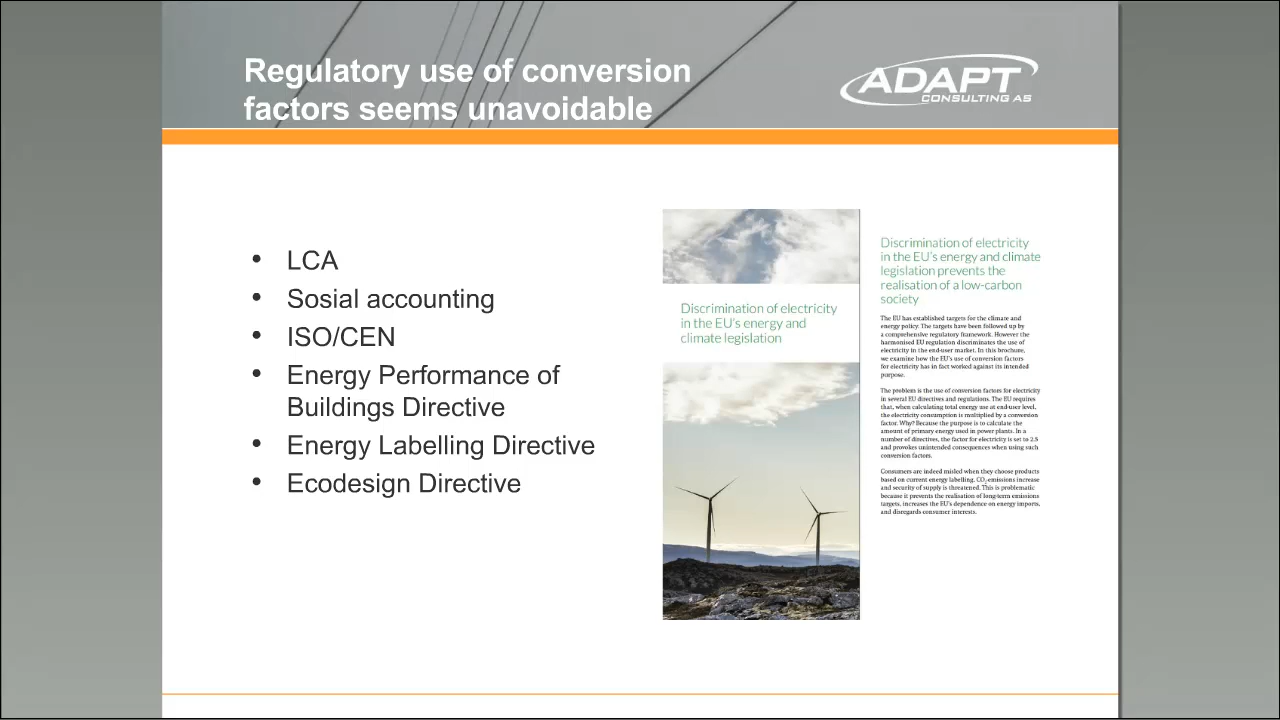 Regulatory use of conversion
factors seems unavoidable
ADAPT
CONSULTING AS
• LCA
• Sosial accounting
• ISO/CEN
• Energy Performance of
Buildings Directive
• Energy Labelling Directive
• Ecodesign Directive
Discrimination of electricity
in the EU's energy and
climate legislation
Discrimination of electricity
in the EU's energy and climate
legislation prevents the
realisation of a low-carbon
society
The EU has established targets for the climate and
energy policy. The targets have been followed up by
a comprehensive regulatory framework. However the
harmonised EU regulation discriminates the use of
electricity in the end-user market. In this brochure,
we examine how the EU's use of conversion factors
for electricity has in fact worked against its intended
purpose.
The problem is the use of conversion factors for electricity
in several EU directives and regulations. The EU requires
that, when calculating total energy use at end-user level,
the electricity consumption is multiplied by a conversion
factor. Why? Because the purpose is to calculate the
amount of primary energy used in power plants. In a
number of directives, the factor for electricity is set to 2.5
and provokes unintended consequences when using such
conversion factors.
Consumers are indeed misled when they choose products
based on current energy labelling. CO₂-emissions increase
and security of supply is threatened. This is problematic
because it prevents the realisation of long-term emissions
targets, increases the EU's dependence on energy imports,
and disregards consumer interests.